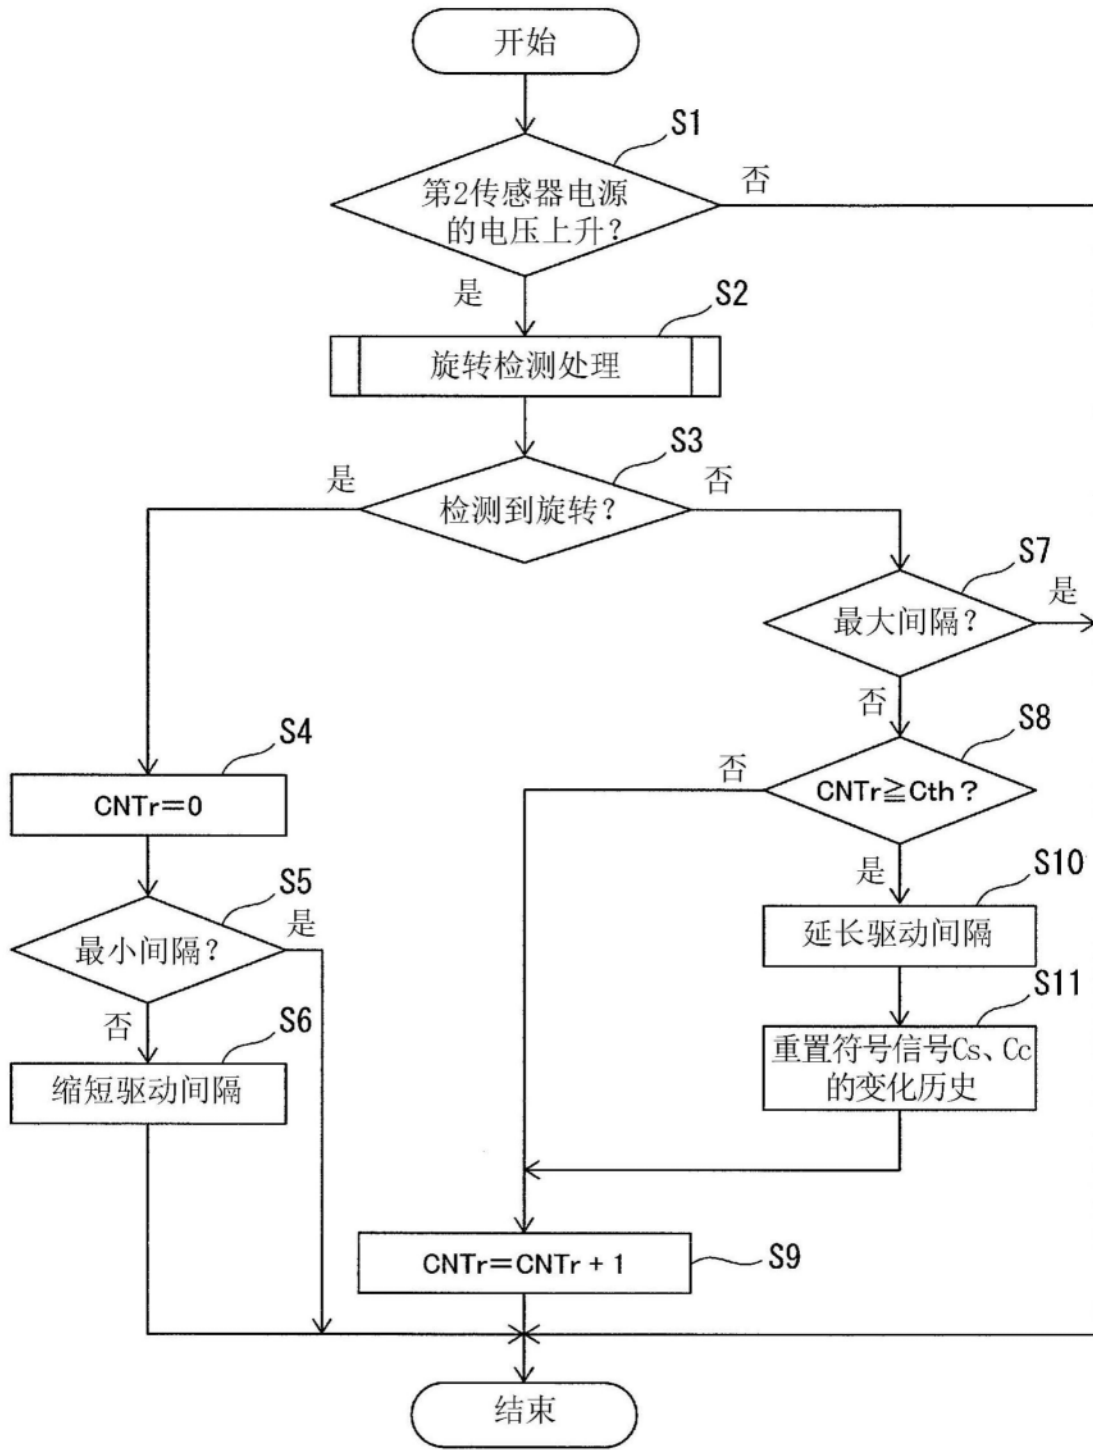 开始
S1
第2传感器电源
的电压上升?
否
是
S2
旋转检测处理
S3
是
检测到旋转?
否
S7
最大间隔?
是
否
S4
CNTr=0
S8
否
CNTr≧Cth?
是
S5
最小间隔?
是
否
S10
延长驱动间隔
S6
缩短驱动间隔
S11
重置符号信号Cs、Cc
的变化历史
CNTr=CNTr+1
S9
结束